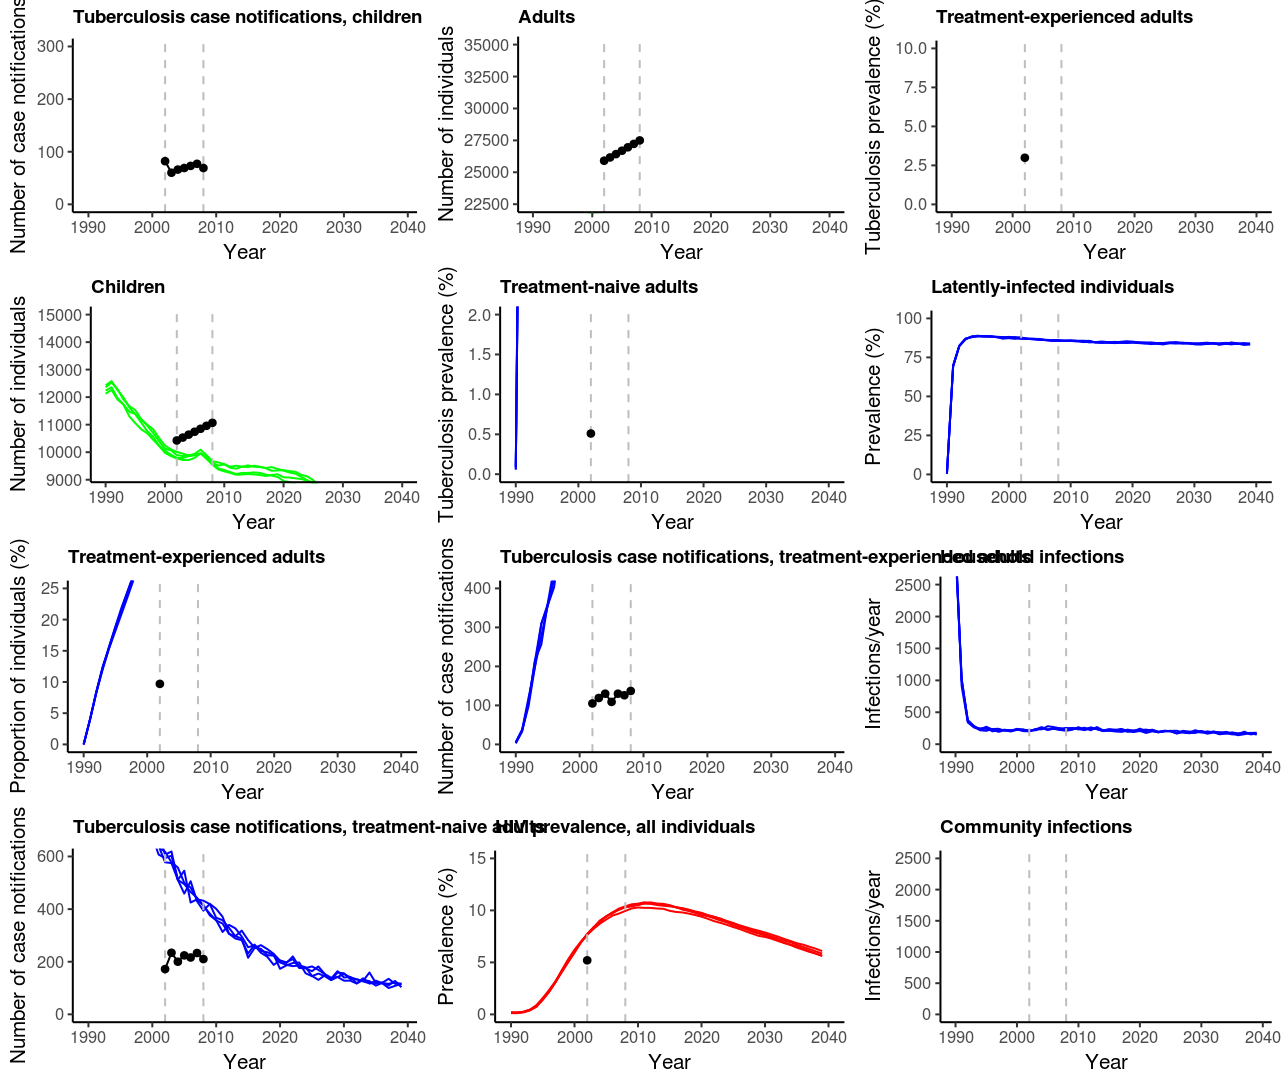 Tuberculosis case notifications, children
Number of case notifications
300
200
100
0
1990 2000 2010 2020 2030 2040
Year
Adults
Number of individuals
35000
32500
30000
27500
25000
22500
1990 2000 2010 2020 2030 2040
Year
Treatment-experienced adults
Tuberculosis prevalence (%)
10.0
7.5
5.0
2.5
0.0
1990 2000 2010 2020 2030 2040
Year
Children
Number of individuals
15000
14000
13000
12000
11000
10000
9000
1990 2000 2010 2020 2030 2040
Year
Treatment-naive adults
Tuberculosis prevalence (%)
2.0
1.5
1.0
0.5
0.0
1990 2000 2010 2020 2030 2040
Year
Latently-infected individuals
Prevalence (%)
100
75
50
25
0
1990 2000 2010 2020 2030 2040
Year
Treatment-experienced adults
Proportion of individuals (%)
25
20
15
10
5
0
1990 2000 2010 2020 2030 2040
Year
Tuberculosis case notifications, treatment-experienced adults
Number of case notifications
400
300
200
100
0
1990 2000 2010 2020 2030 2040
Year
Household infections
Infections/year
2500
2000
1500
1000
500
0
1990 2000 2010 2020 2030 2040
Year
Tuberculosis case notifications, treatment-naive adults
Number of case notifications
600
400
200
0
1990 2000 2010 2020 2030 2040
Year
HIV prevalence, all individuals
Prevalence (%)
15
10
5
0
1990 2000 2010 2020 2030 2040
Year
Community infections
Infections/year
2500
2000
1500
1000
500
0
1990 2000 2010 2020 2030 2040
Year